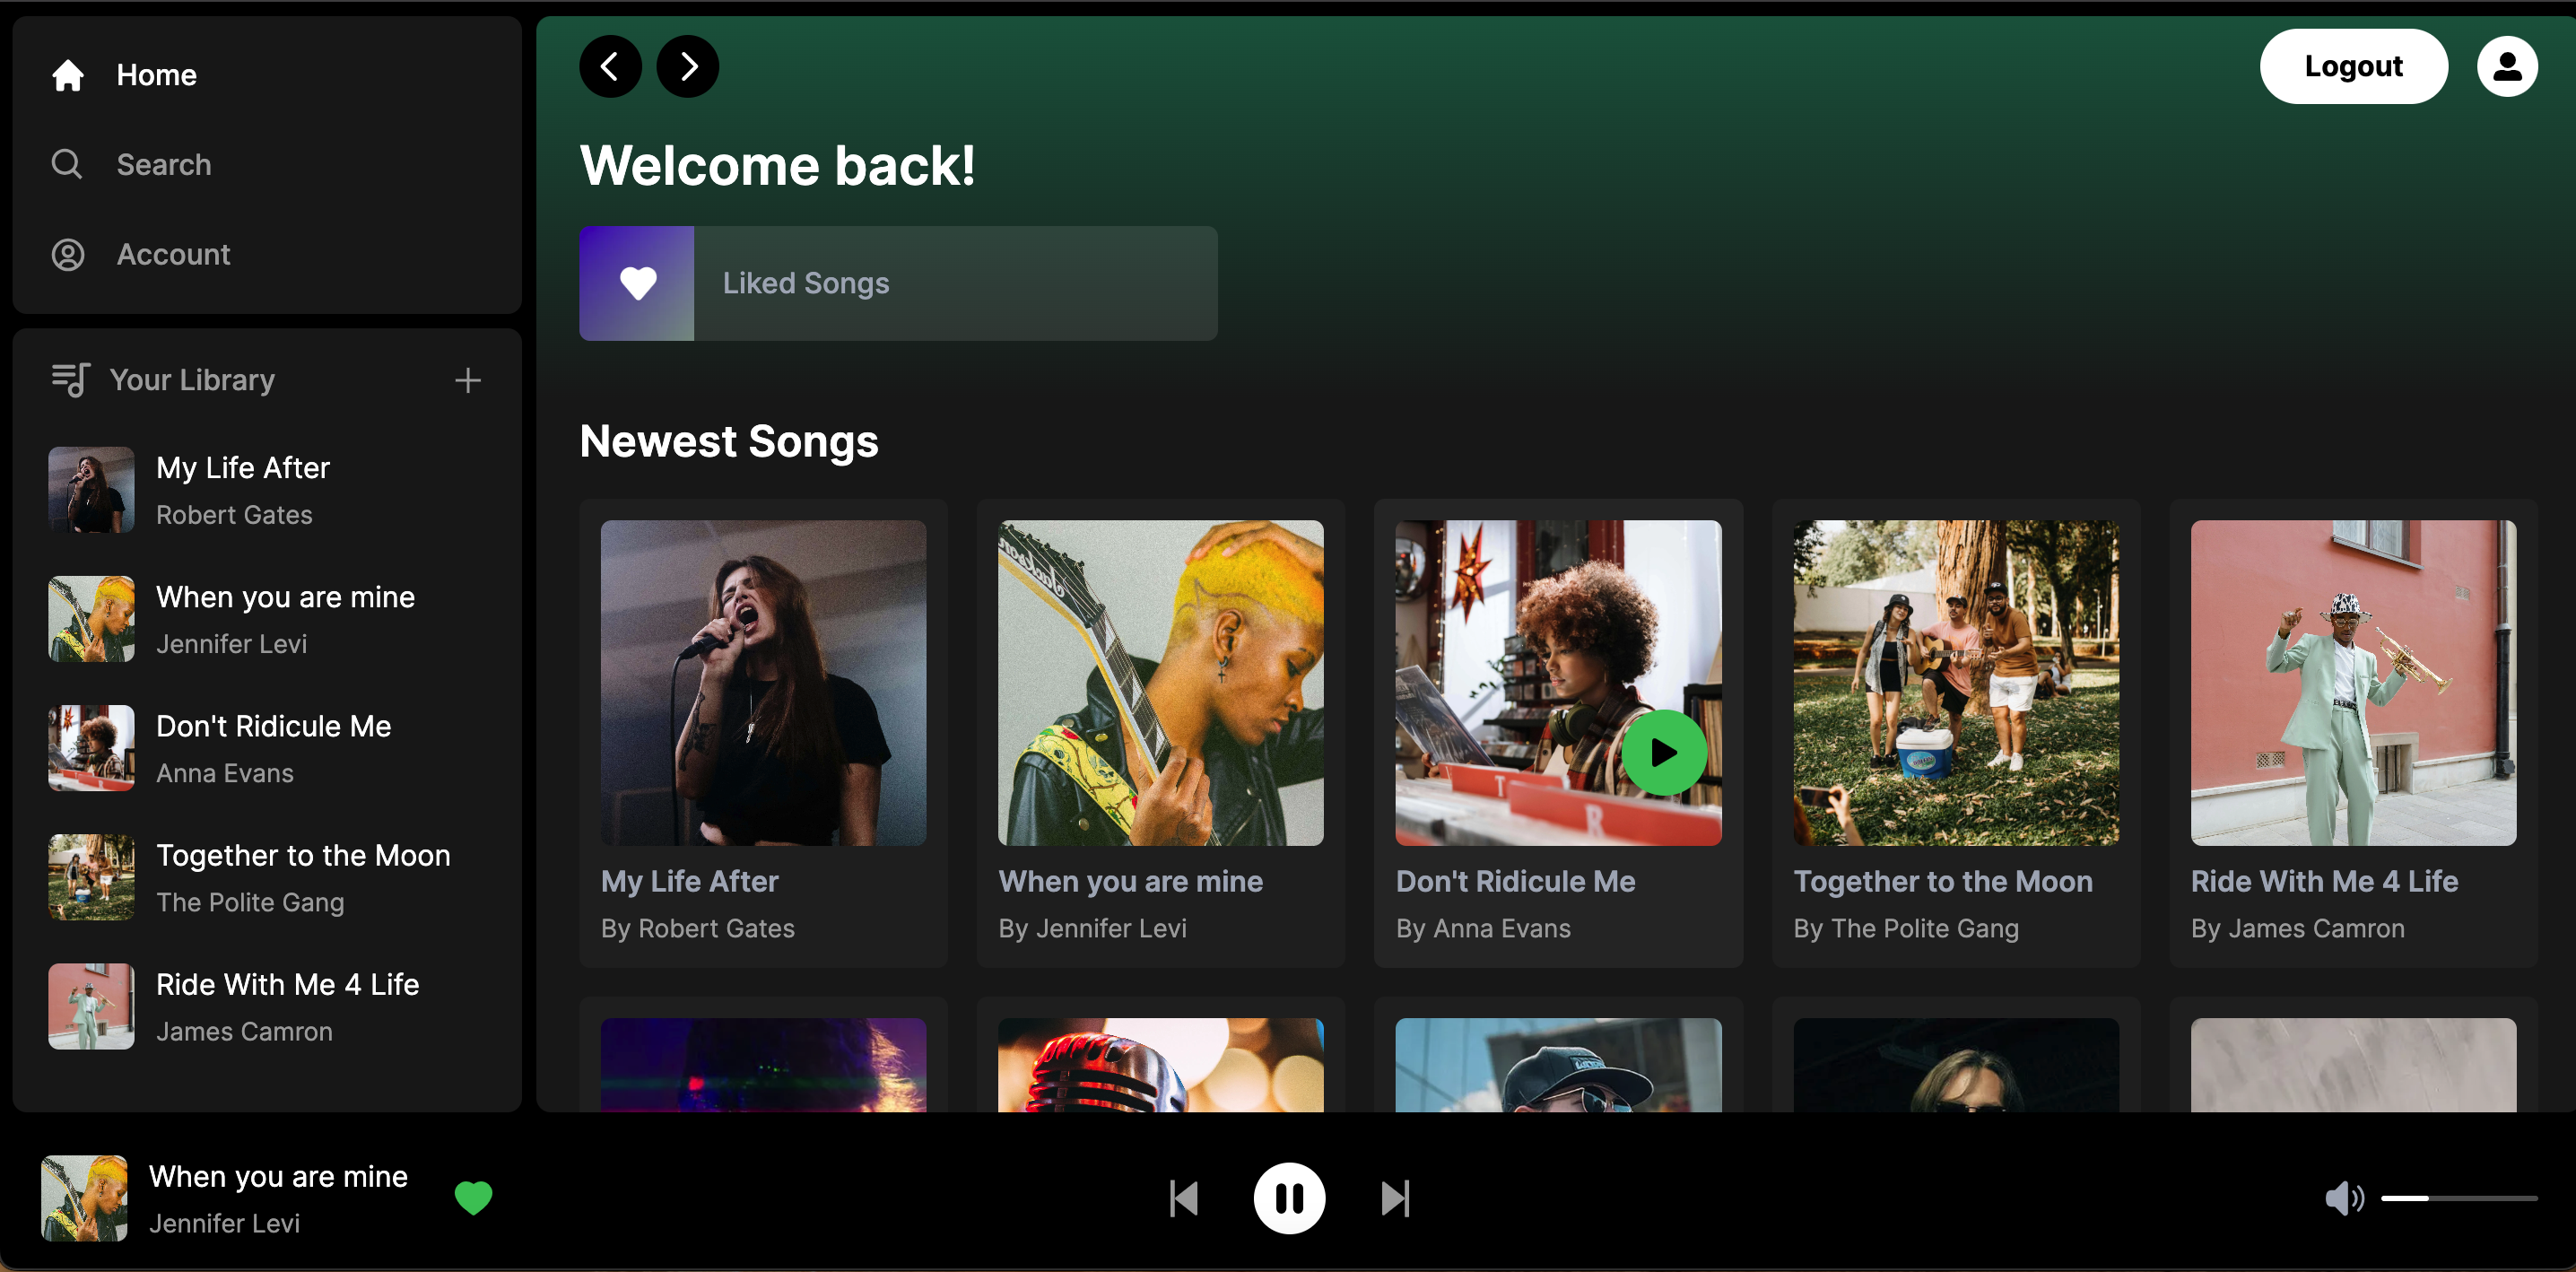 Home
Search
Account
Your Library
My Life After
Robert Gates
When you are mine
Jennifer Levi
Don't Ridicule Me
Anna Evans
Together to the Moon
The Polite Gang
Ride With Me 4 Life
James Camron
Logout
Welcome back!
Liked Songs
Newest Songs
Jackson
T
R
My Life After
By Robert Gates
When you are mine
By Jennifer Levi
Don't Ridicule Me
By Anna Evans
Together to the Moon
By The Polite Gang
Ride With Me 4 Life
By James Camron
When you are mine
Jennifer Levi